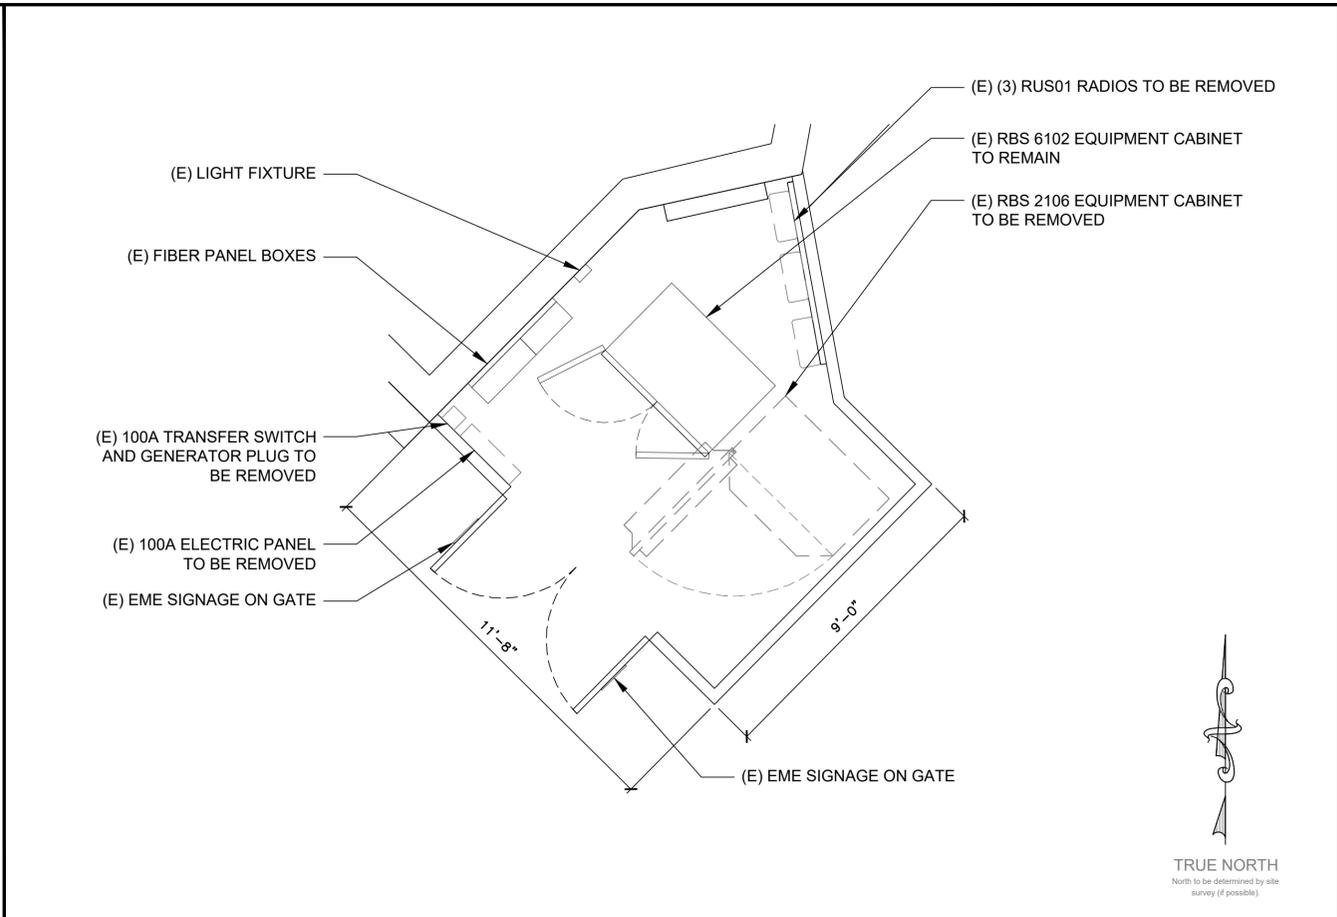 (E) (3) RUS01 RADIOS TO BE REMOVED
(E) RBS 6102 EQUIPMENT CABINET
TO REMAIN
(E) RBS 2106 EQUIPMENT CABINET
TO BE REMOVED
(E) LIGHT FIXTURE
(E) FIBER PANEL BOXES
(E) 100A TRANSFER SWITCH
AND GENERATOR PLUG TO
BE REMOVED
(E) 100A ELECTRIC PANEL
TO BE REMOVED
(E) EME SIGNAGE ON GATE
11'-8"
9'-0"
(E) EME SIGNAGE ON GATE
TRUE NORTH
North to be determined by site
survey (if possible).